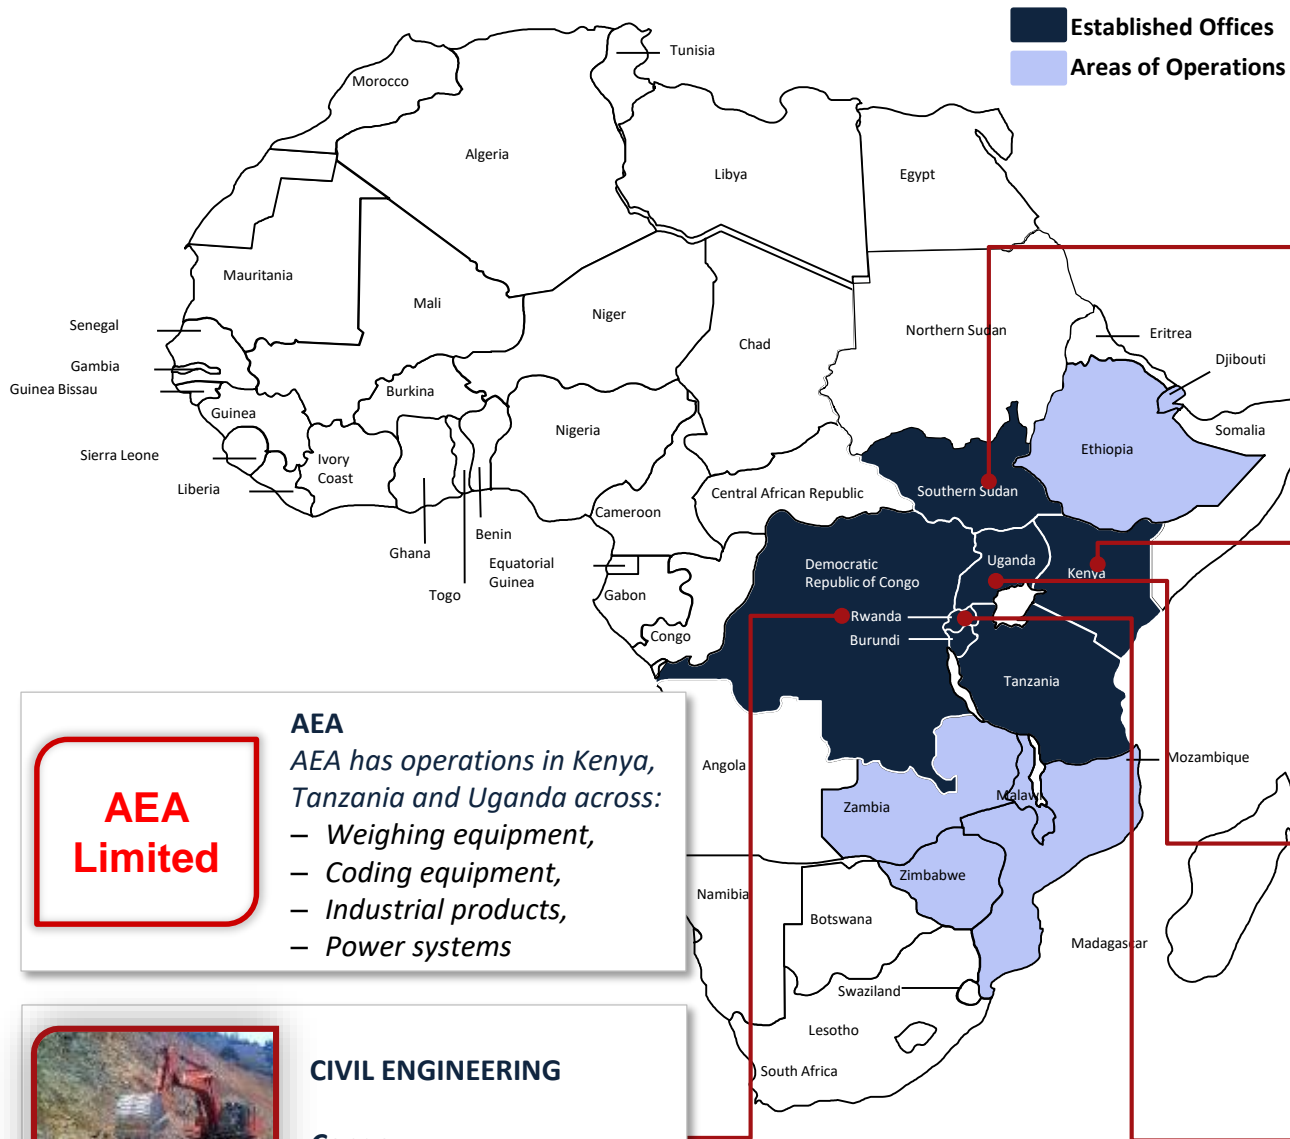 Established Offices
Areas of Operations
Tunisia
Morocco
Algeria
Libya
Egypt
Mauritania
Mali
Niger
Chad
Northern Sudan
Eritrea
Djibouti
Senegal
Gambia
Guinea Bissau
Guinea
Burkina
Nigeria
Ethiopia
Somalia
Sierra Leone
Ivory
Coast
Liberia
Central African Republic
Southern Sudan
Cameroon
Ghana
Benin
Togo
Equatorial
Guinea
Gabon
Congo
Democratic
Republic of Congo
Uganda
Kenya
Rwanda
Burundi
Tanzania
Angola
Mozambique
Zambia
Malawi
Zimbabwe
Namibia
Botswana
Madagascar
Swaziland
Lesotho
South Africa
AEA
Limited
AEA
AEA has operations in Kenya,
Tanzania and Uganda across:
– Weighing equipment,
– Coding equipment,
– Industrial products,
– Power systems
CIVIL ENGINEERING